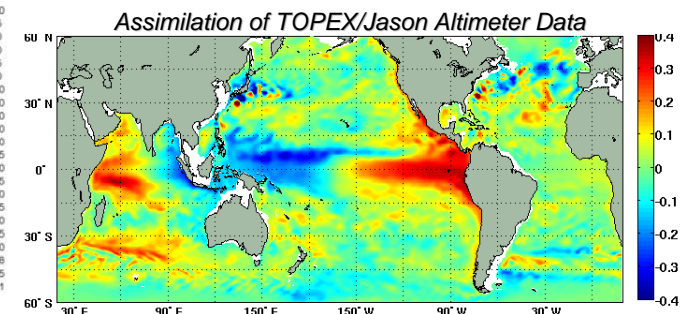 Assimilation of TOPEX/Jason Altimeter Data
60° N
30° N
0°
30° S
60° S
30° E 90° E 150° E 150° W 90° W 30° W
0.4
0.3
0.2
0.1
0
-0.1
-0.2
-0.3
-0.4